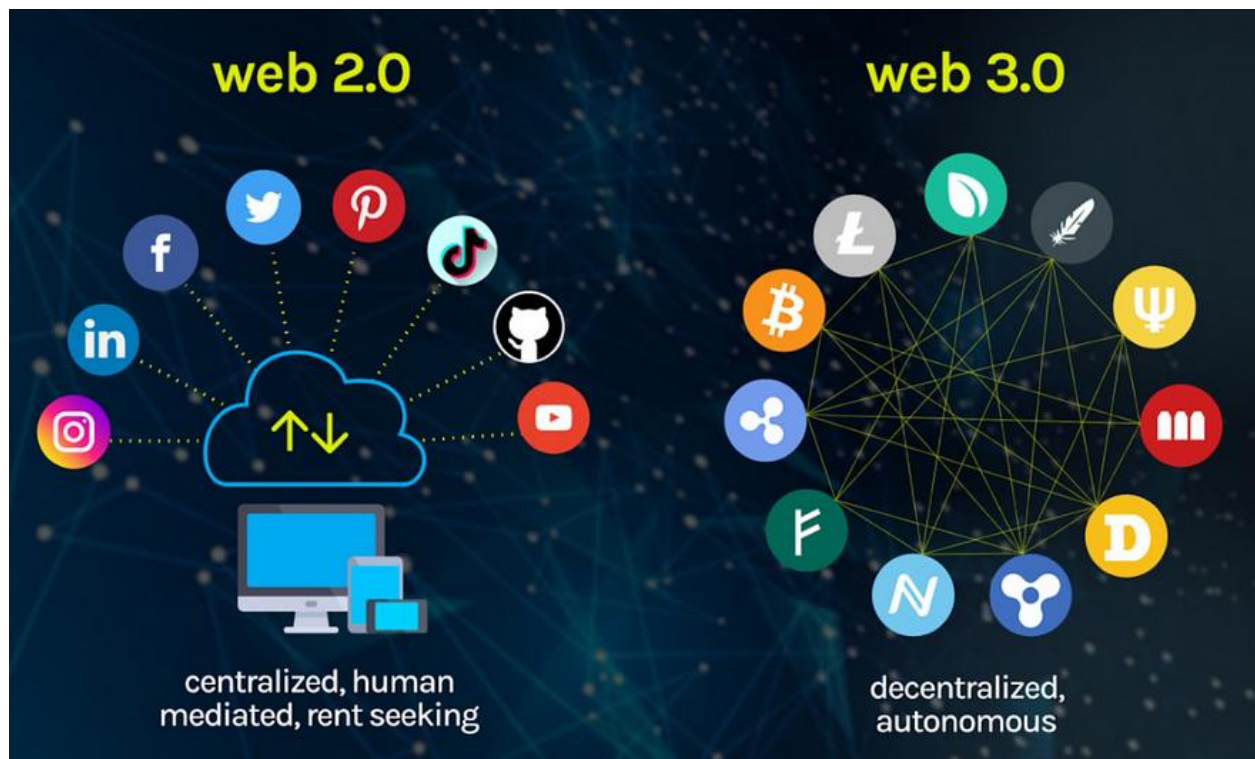 web 2.0
centralized, human
mediated, rent seeking
web 3.0
decentralized,
autonomous